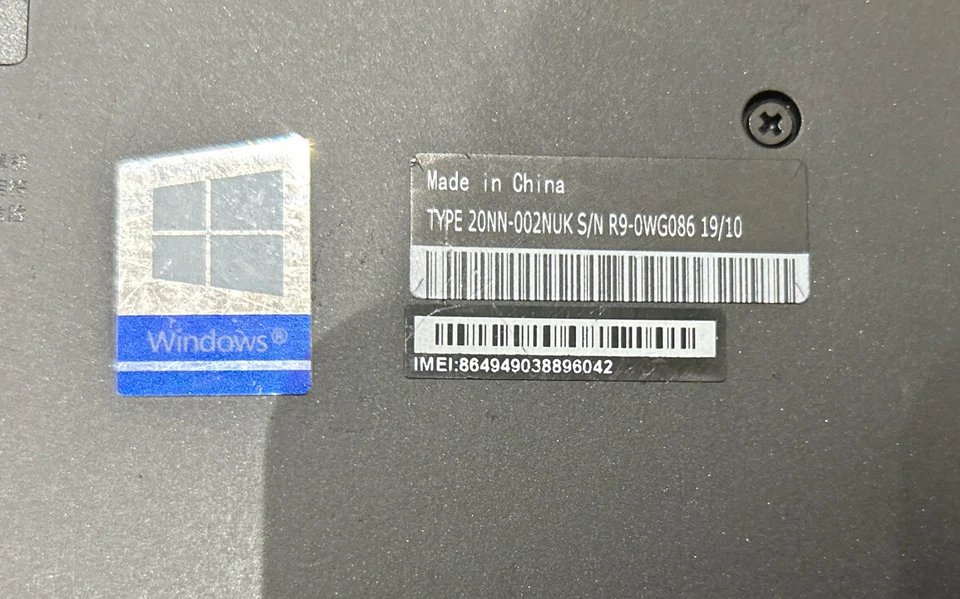 Made in China
TYPE 20NN-002NUK S/N R9-0WG086 19/10
Windows®
IMEI:864949038896042